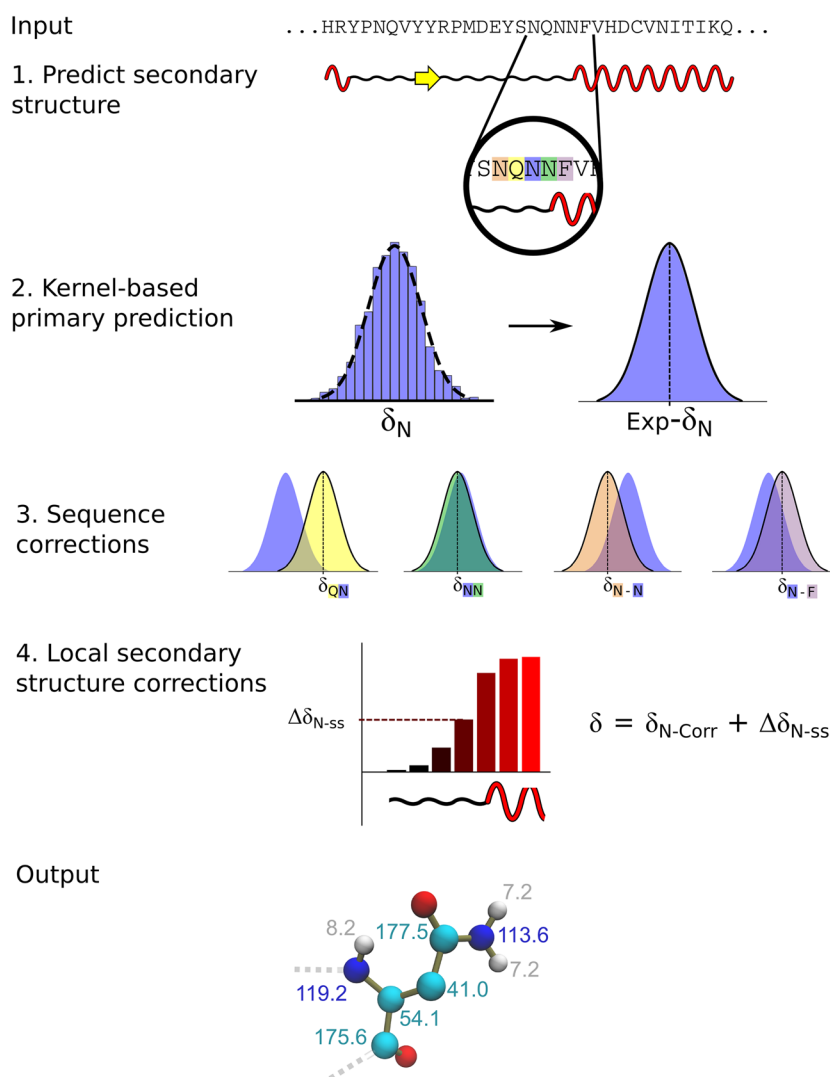 Input
...HRYPNQVYYRPMDEYSNQNNFVHDCVNITIKQ...
1. Predict secondary
structure
SNQNNFV
2. Kernel-based
primary prediction
δN
Exp-δN
3. Sequence
corrections
δQN
δNN
δN-N
δN-F
4. Local secondary
structure corrections
ΔδN-ss
δ = δN-Corr + ΔδN-ss
Output
7.2
8.2
177.5
113.6
7.2
119.2
41.0
54.1
175.6